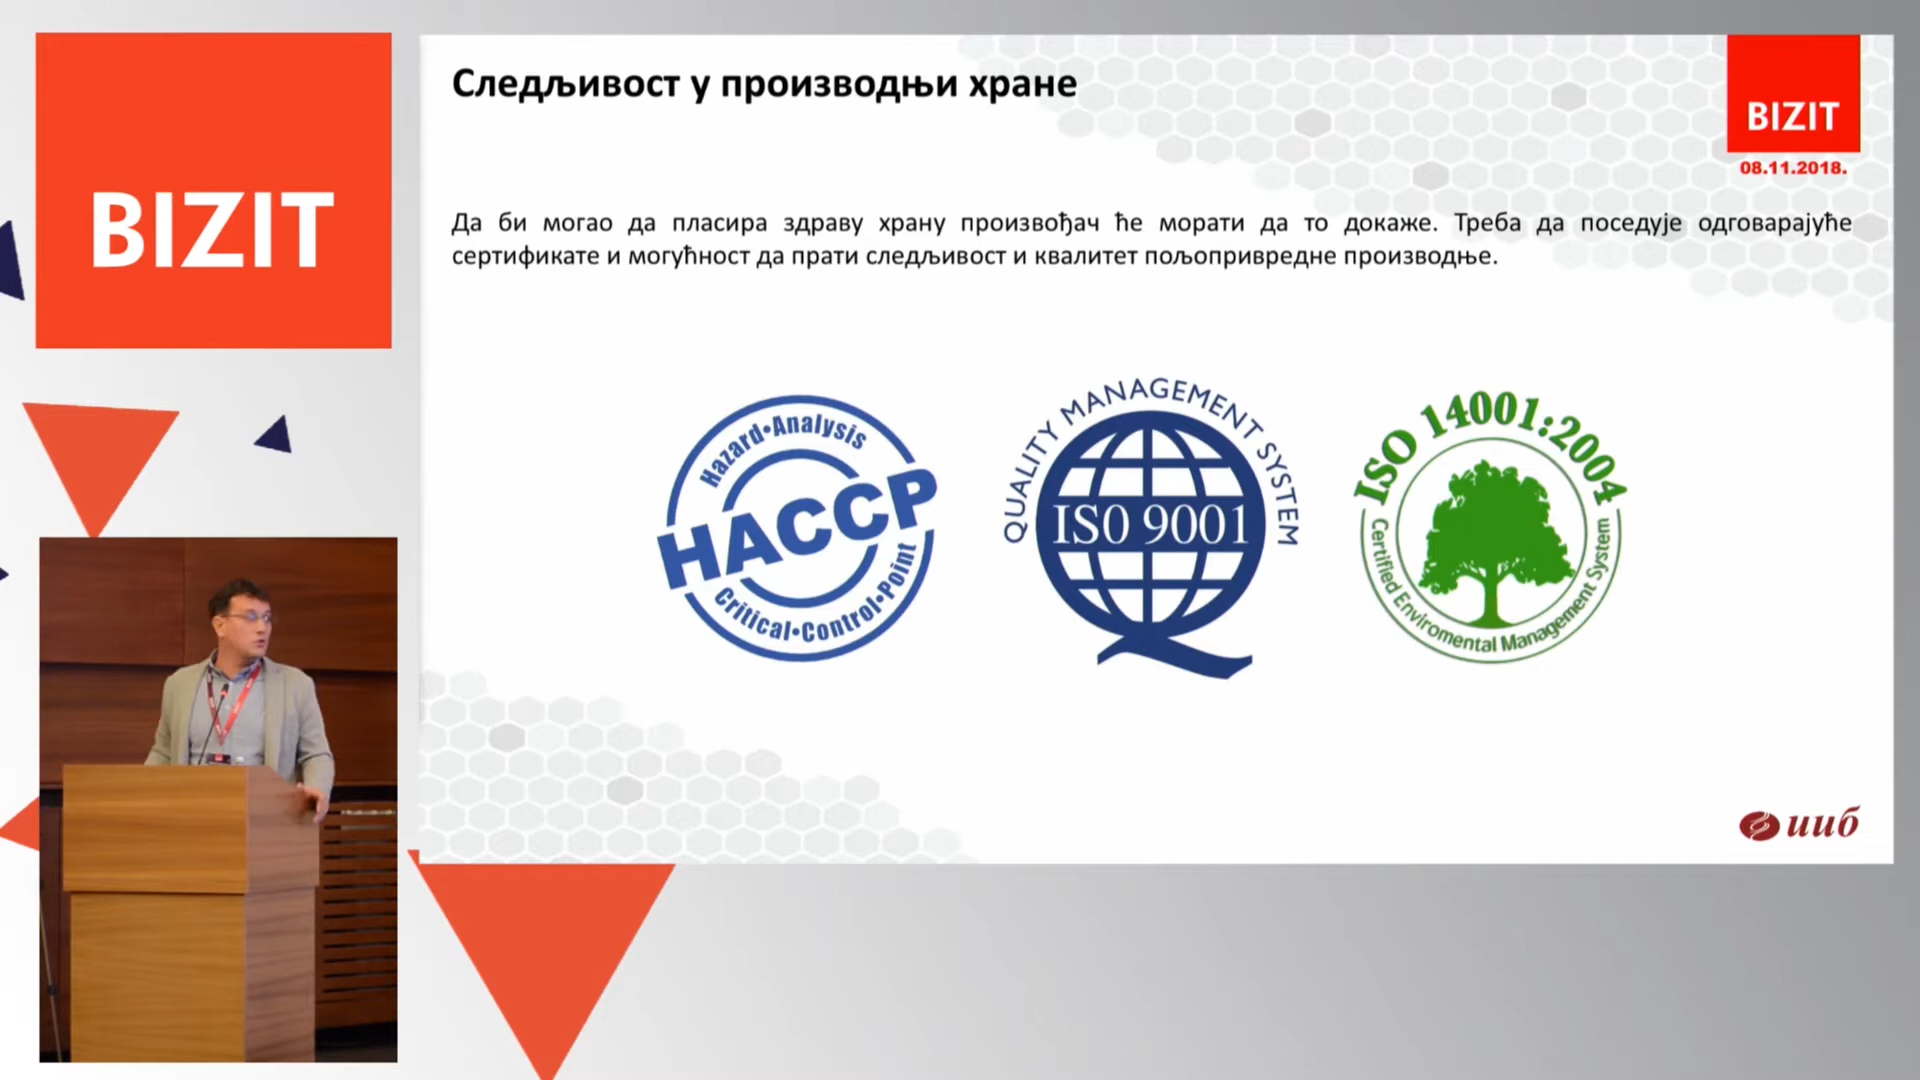 BIZIT
Следљивост у производњи хране
BIZIT
08.11.2018.
Да би могао да пласира здраву храну произвођач ће морати да то докаже. Треба да поседује одговарајуће
сертификате и могућност да прати следљивост и квалитет пољопривредне производње.
Hazard•Analysis
HACCP
Critical•Control•Point
QUALITY MANAGEMENT SYSTEM
ISO 9001
ISO 14001:2004
Certified Enviromental Management System
ииб